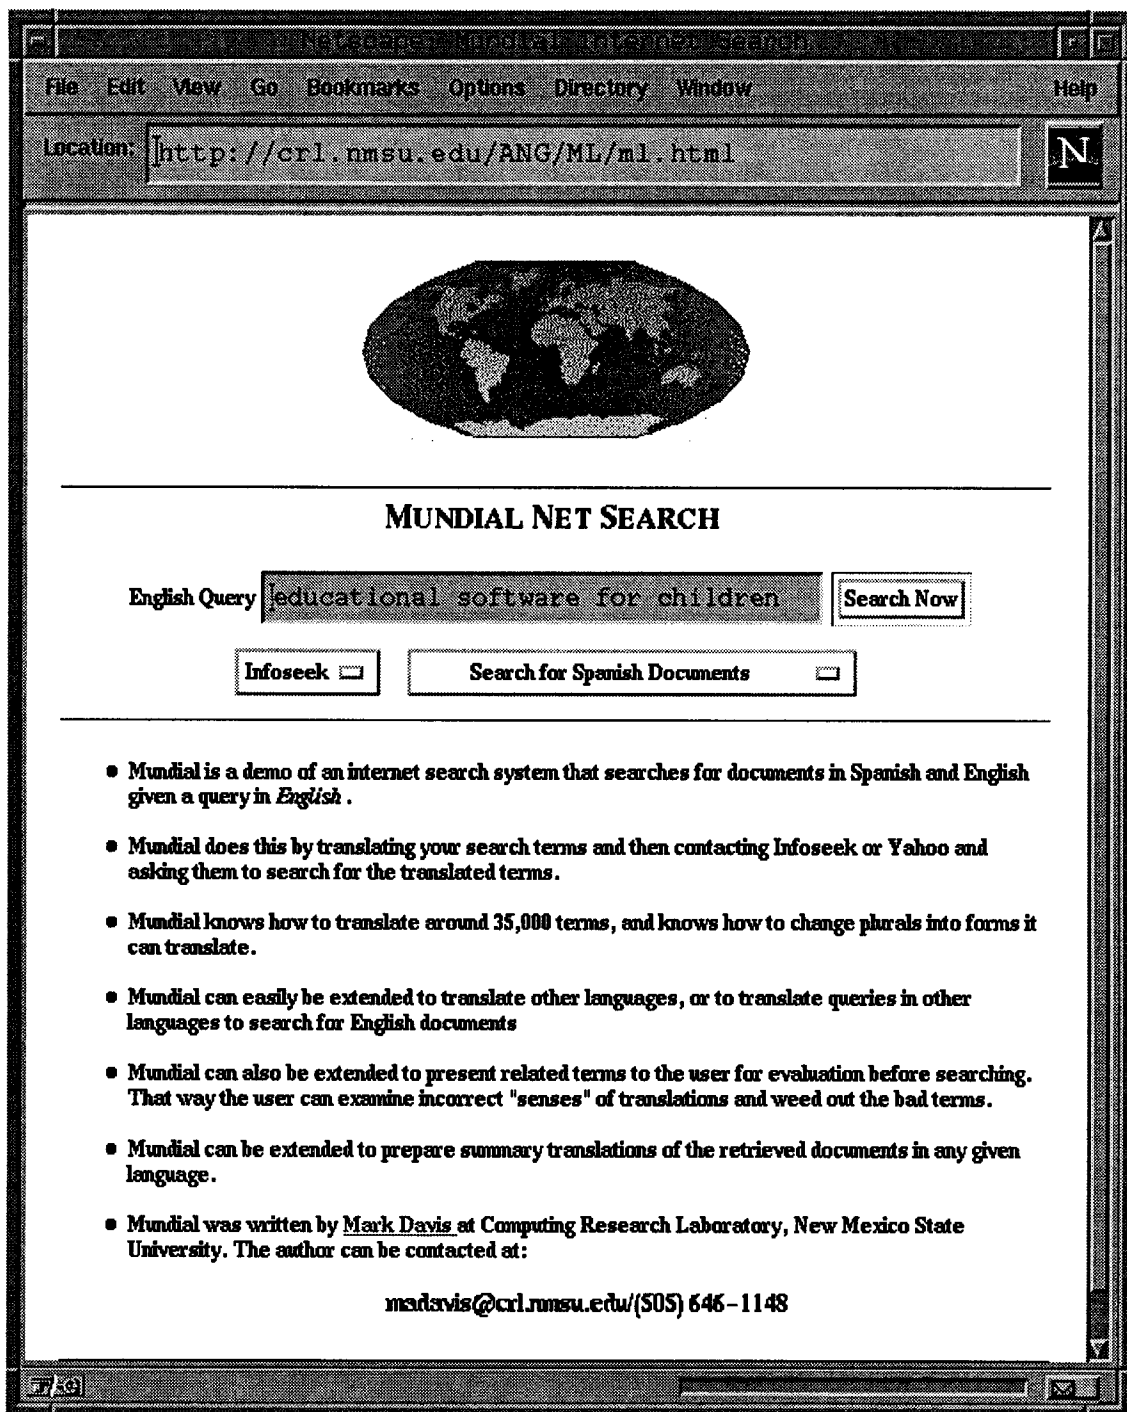 Netscape: Mundial Internet Search
File Edit View Go Bookmarks Options Directory Window Help
Location: http://crl.nmsu.edu/ANG/ML/ml.html
N
MUNDIAL NET SEARCH
English Query educational software for children Search Now
Infoseek Search for Spanish Documents
Mundial is a demo of an internet search system that searches for documents in Spanish and English
given a query in English .
Mundial does this by translating your search terms and then contacting Infoseek or Yahoo and
asking them to search for the translated terms.
Mundial knows how to translate around 35,000 terms, and knows how to change plurals into forms it
can translate.
Mundial can easily be extended to translate other languages, or to translate queries in other
languages to search for English documents
Mundial can also be extended to present related terms to the user for evaluation before searching.
That way the user can examine incorrect "senses" of translations and weed out the bad terms.
Mundial can be extended to prepare summary translations of the retrieved documents in any given
language.
Mundial was written by Mark Davis at Computing Research Laboratory, New Mexico State
University. The author can be contacted at:
madavis@crl.nmsu.edu/(505) 646-1148